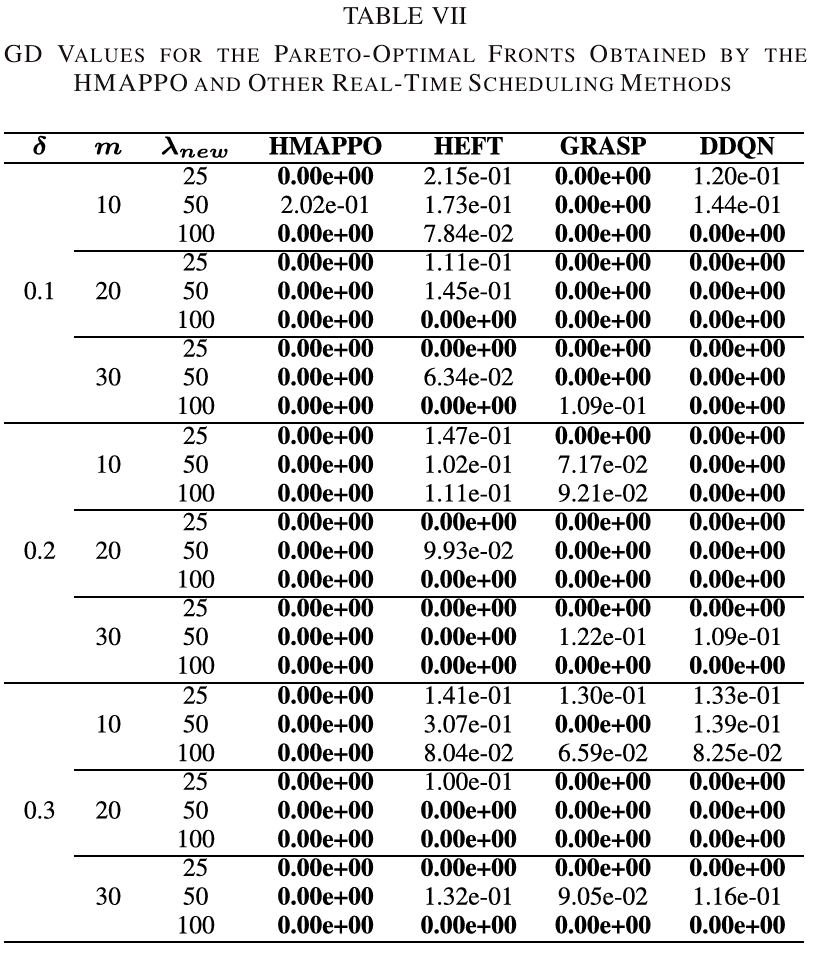 TABLE VII
GD VALUES FOR THE PARETO-OPTIMAL FRONTS OBTAINED BY THE
HMAPPO AND OTHER REAL-TIME SCHEDULING METHODS
δ m λnew HMAPPO HEFT GRASP DDQN
25 0.00e+00 2.15e-01 0.00e+00 1.20e-01
10 50 2.02e-01 1.73e-01 0.00e+00 1.44e-01
100 0.00e+00 7.84e-02 0.00e+00 0.00e+00
25 0.00e+00 1.11e-01 0.00e+00 0.00e+00
0.1 20 50 0.00e+00 1.45e-01 0.00e+00 0.00e+00
100 0.00e+00 0.00e+00 0.00e+00 0.00e+00
25 0.00e+00 0.00e+00 0.00e+00 0.00e+00
30 50 0.00e+00 6.34e-02 0.00e+00 0.00e+00
100 0.00e+00 0.00e+00 1.09e-01 0.00e+00
25 0.00e+00 1.47e-01 0.00e+00 0.00e+00
10 50 0.00e+00 1.02e-01 7.17e-02 0.00e+00
100 0.00e+00 1.11e-01 9.21e-02 0.00e+00
25 0.00e+00 0.00e+00 0.00e+00 0.00e+00
0.2 20 50 0.00e+00 9.93e-02 0.00e+00 0.00e+00
100 0.00e+00 0.00e+00 0.00e+00 0.00e+00
25 0.00e+00 0.00e+00 0.00e+00 0.00e+00
30 50 0.00e+00 0.00e+00 1.22e-01 1.09e-01
100 0.00e+00 0.00e+00 0.00e+00 0.00e+00
25 0.00e+00 1.41e-01 1.30e-01 1.33e-01
10 50 0.00e+00 3.07e-01 0.00e+00 1.39e-01
100 0.00e+00 8.04e-02 6.59e-02 8.25e-02
25 0.00e+00 1.00e-01 0.00e+00 0.00e+00
0.3 20 50 0.00e+00 0.00e+00 0.00e+00 0.00e+00
100 0.00e+00 0.00e+00 0.00e+00 0.00e+00
25 0.00e+00 0.00e+00 0.00e+00 0.00e+00
30 50 0.00e+00 1.32e-01 9.05e-02 1.16e-01
100 0.00e+00 0.00e+00 0.00e+00 0.00e+00